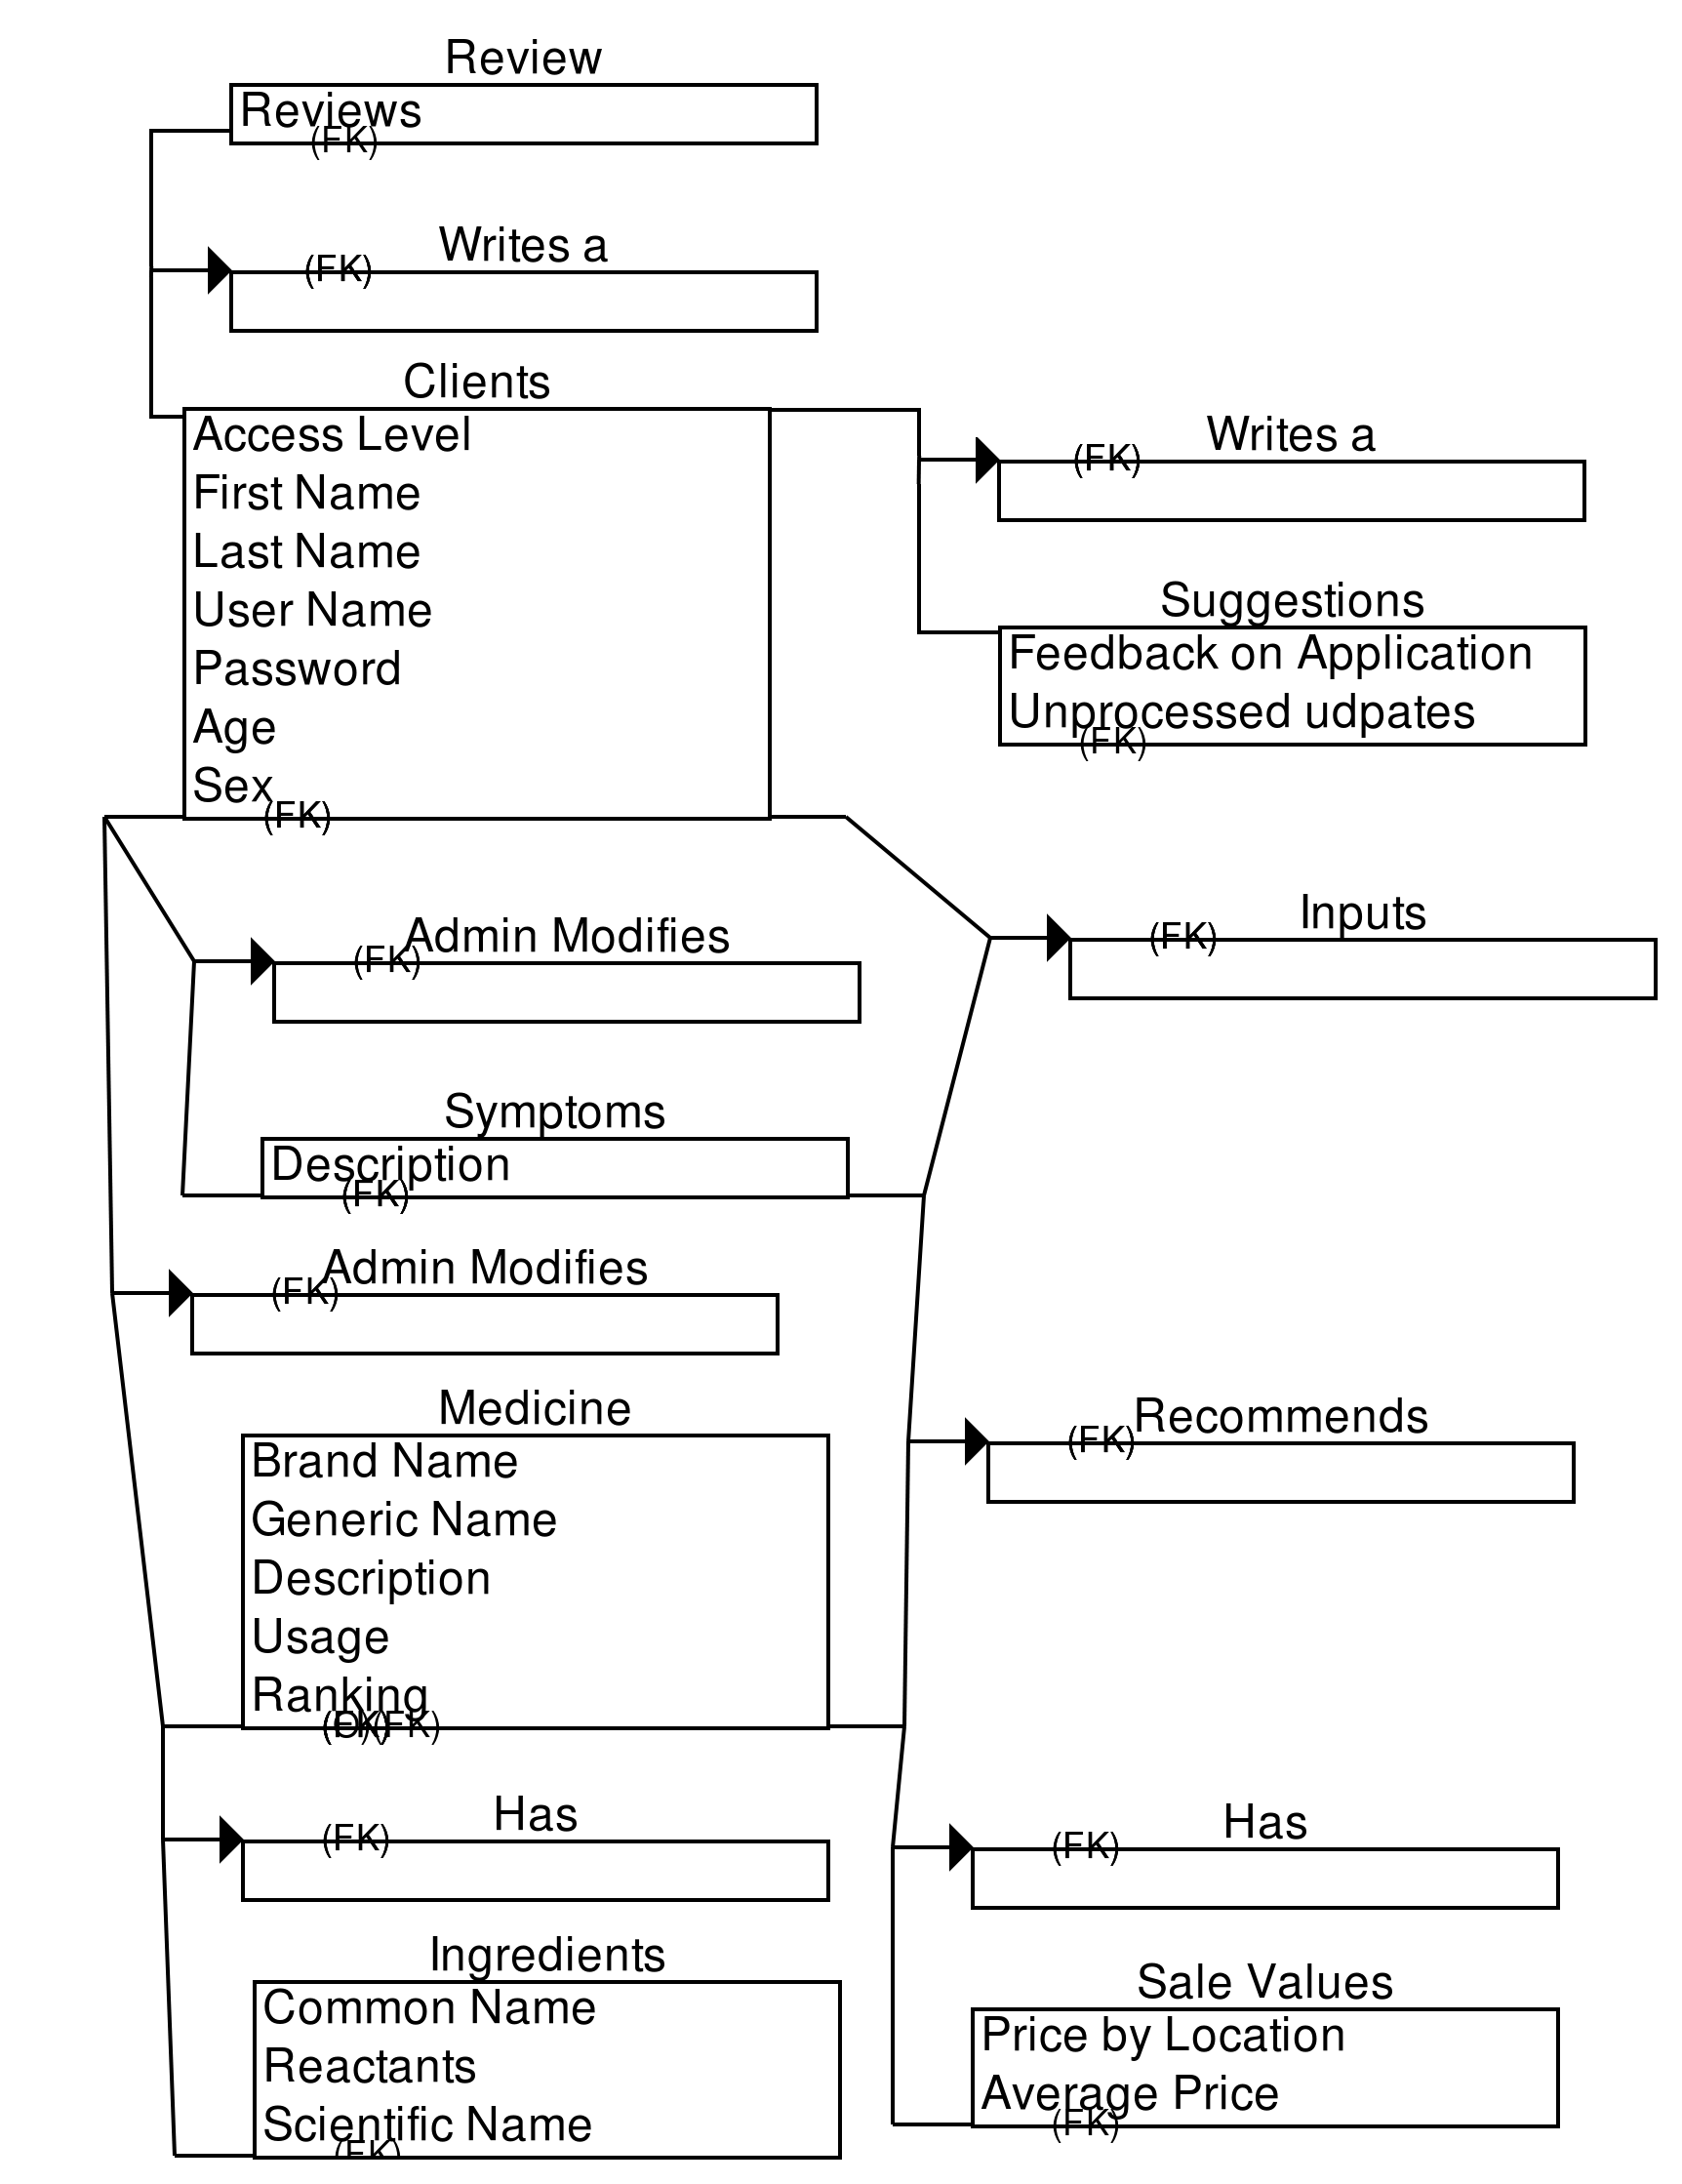 Review
Reviews
(FK)
Writes a
(FK)
Clients
Access Level
First Name
Last Name
User Name
Password
Age
Sex
(FK)
Writes a
(FK)
Suggestions
Feedback on Application
Unprocessed udpates
(FK)
Admin Modifies
(FK)
Inputs
(FK)
Symptoms
Description
(FK)
Admin Modifies
(FK)
Medicine
Brand Name
Generic Name
Description
Usage
Ranking
(FK)
Recommends
(FK)
Has
(FK)
Has
(FK)
Ingredients
Common Name
Reactants
Scientific Name
(FK)
Sale Values
Price by Location
Average Price
(FK)